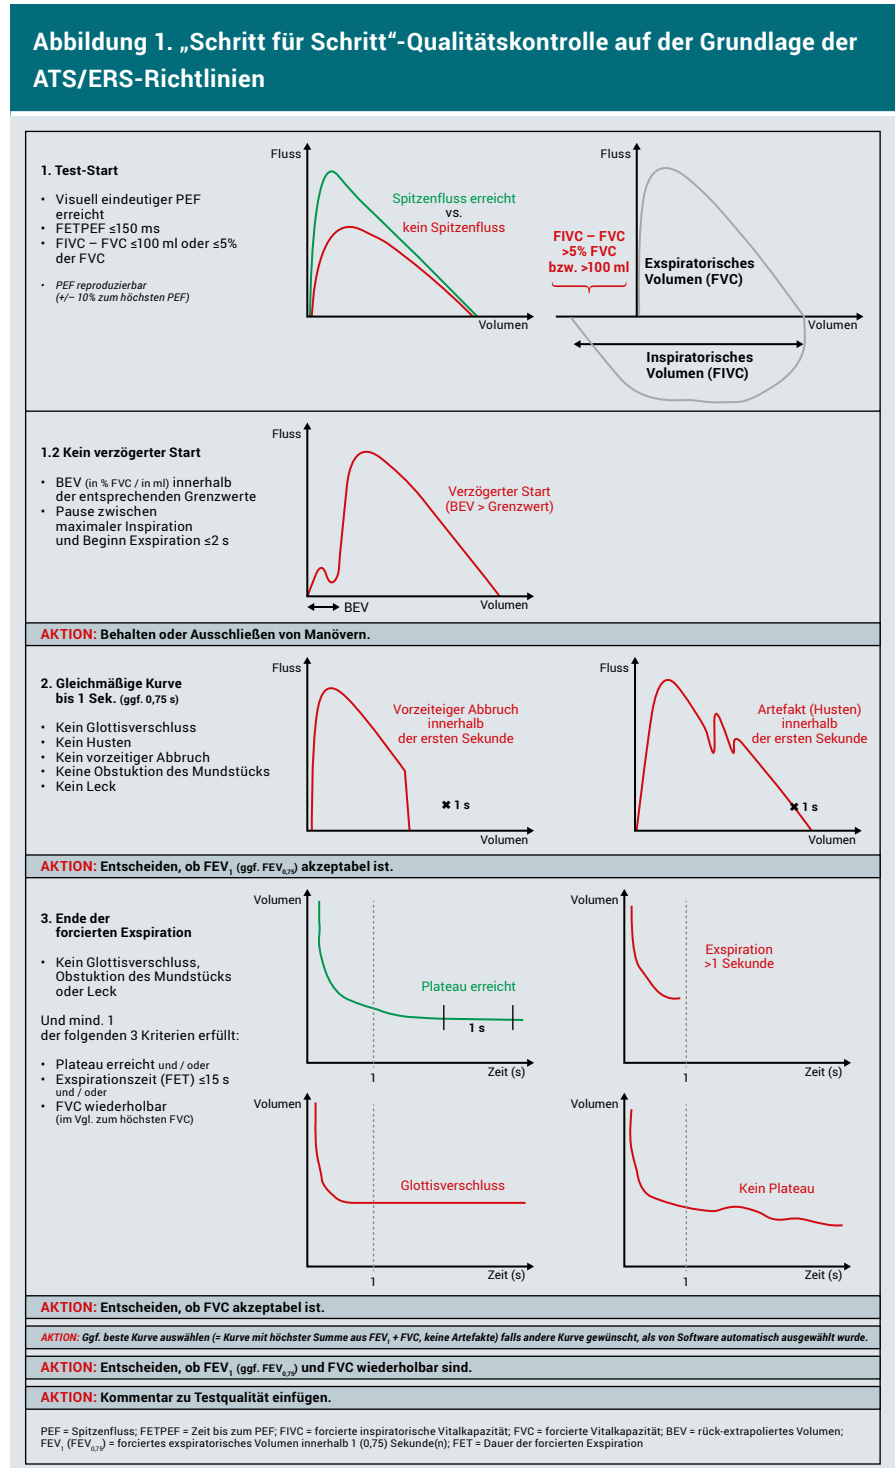 Abbildung 1. „Schritt für Schritt“-Qualitätskontrolle auf der Grundlage der
ATS/ERS-Richtlinien
1. Test-Start
• Visuell eindeutiger PEF
erreicht
• FETPEF ≤150 ms
• FIVC – FVC ≤100 ml oder ≤5%
der FVC
• PEF reproduzierbar
(+/– 10% zum höchsten PEF)
Fluss
Spitzenfluss erreicht
vs.
kein Spitzenfluss
Volumen
Fluss
FIVC – FVC
>5% FVC
bzw. >100 ml
Exspiratorisches
Volumen (FVC)
Volumen
Inspiratorisches
Volumen (FIVC)
1.2 Kein verzögerter Start
• BEV (in % FVC / in ml) innerhalb
der entsprechenden Grenzwerte
• Pause zwischen
maximaler Inspiration
und Beginn Exspiration ≤2 s
Fluss
Verzögerter Start
(BEV > Grenzwert)
BEV
Volumen
AKTION: Behalten oder Ausschließen von Manövern.
2. Gleichmäßige Kurve
bis 1 Sek. (ggf. 0,75 s)
• Kein Glottisverschluss
• Kein Husten
• Kein vorzeitiger Abbruch
• Keine Obstuktion des Mundstücks
• Kein Leck
Fluss
Vorzeiteiger Abbruch
innerhalb
der ersten Sekunde
✖ 1 s
Volumen
Fluss
Artefakt (Husten)
innerhalb
der ersten Sekunde
✖ 1 s
Volumen
AKTION: Entscheiden, ob FEV₁ (ggf. FEV₀,₇₅) akzeptabel ist.
3. Ende der
forcierten Exspiration
• Kein Glottisverschluss,
Obstuktion des Mundstücks
oder Leck
Und mind. 1
der folgenden 3 Kriterien erfüllt:
• Plateau erreicht und / oder
• Exspirationszeit (FET) ≤15 s
und / oder
• FVC wiederholbar
(im Vgl. zum höchsten FVC)
Volumen
Plateau erreicht
1 s
Zeit (s)
1
Volumen
Exspiration
>1 Sekunde
Zeit (s)
1
Volumen
Glottisverschluss
Zeit (s)
1
Volumen
Kein Plateau
Zeit (s)
1
AKTION: Entscheiden, ob FVC akzeptabel ist.
AKTION: Ggf. beste Kurve auswählen (= Kurve mit höchster Summe aus FEV₁ + FVC, keine Artefakte) falls andere Kurve gewünscht, als von Software automatisch ausgewählt wurde.
AKTION: Entscheiden, ob FEV₁ (ggf. FEV₀,₇₅) und FVC wiederholbar sind.
AKTION: Kommentar zu Testqualität einfügen.
PEF = Spitzenfluss; FETPEF = Zeit bis zum PEF; FIVC = forcierte inspiratorische Vitalkapazität; FVC = forcierte Vitalkapazität; BEV = rück-extrapoliertes Volumen;
FEV₁ (FEV₀,₇₅) = forciertes exspiratorisches Volumen innerhalb 1 (0,75) Sekunde(n); FET = Dauer der forcierten Exspiration